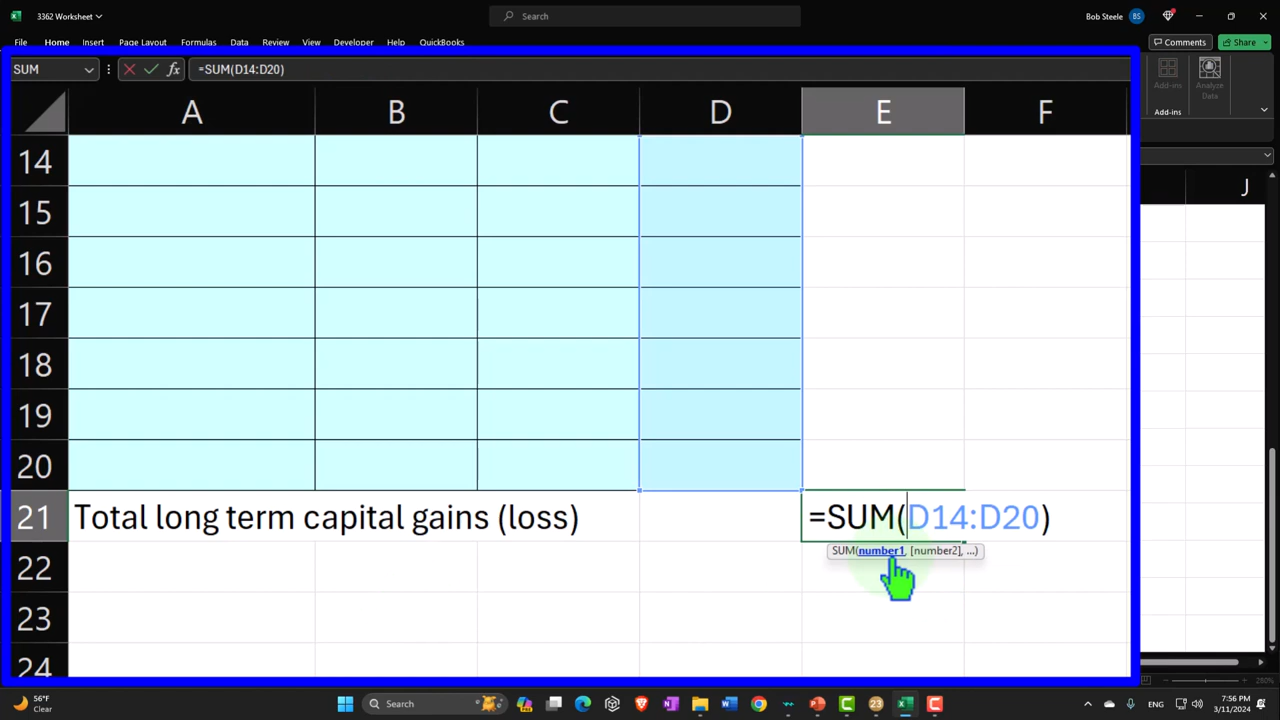 3362 Worksheet
Search
Bob Steele BS
File Home Insert Page Layout Formulas Data Review View Developer Help QuickBooks Comments Share
SUM =SUM(D14:D20)
Add-ins
Analyze Data
Add-ins
A B C D E F
J
14
15
16
17
18
19
20
21 Total long term capital gains (loss) =SUM(D14:D20)
SUM(number1, [number2], ...)
22
23
24
280%
56°F
Clear
Search
23
ENG
7:56 PM
3/11/2024